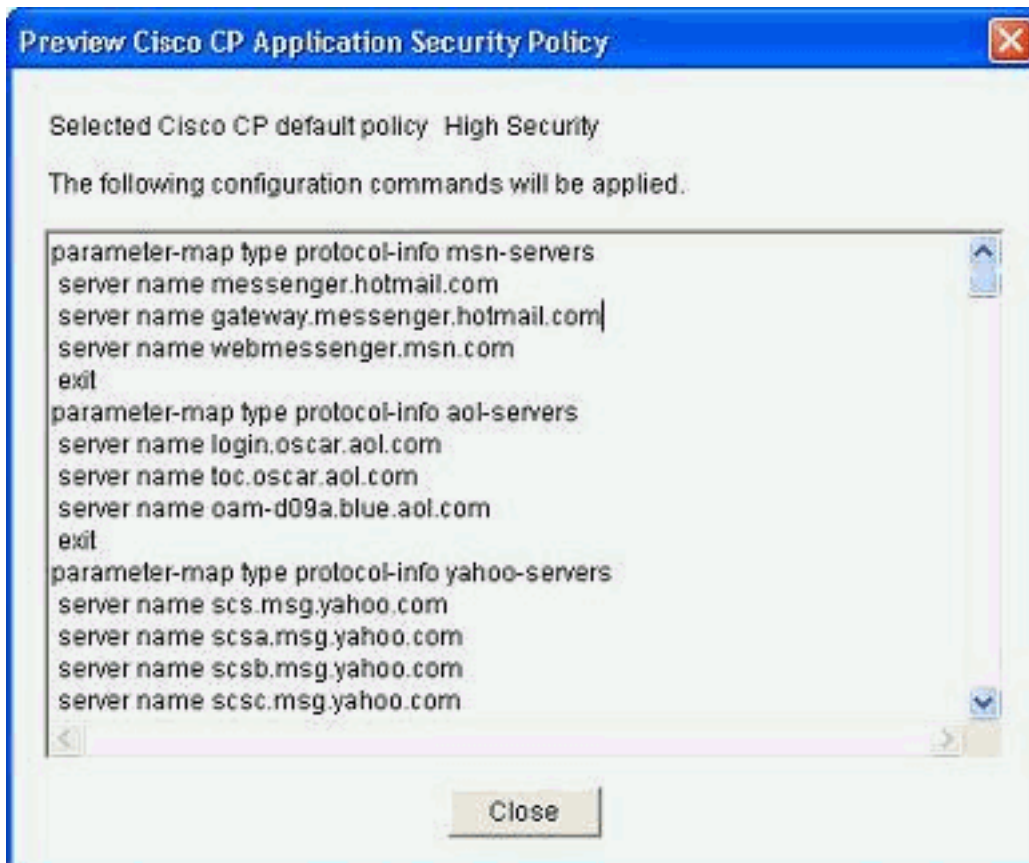 Preview Cisco CP Application Security Policy
Selected Cisco CP default policy High Security
The following configuration commands will be applied.
parameter-map type protocol-info msn-servers
server name messenger.hotmail.com
server name gateway.messenger.hotmail.com
server name webmessenger.msn.com
exit
parameter-map type protocol-info aol-servers
server name login.oscar.aol.com
server name toc.oscar.aol.com
server name oam-d09a.blue.aol.com
exit
parameter-map type protocol-info yahoo-servers
server name scs.msg.yahoo.com
server name scsa.msg.yahoo.com
server name scsb.msg.yahoo.com
server name scsc.msg.yahoo.com
Close